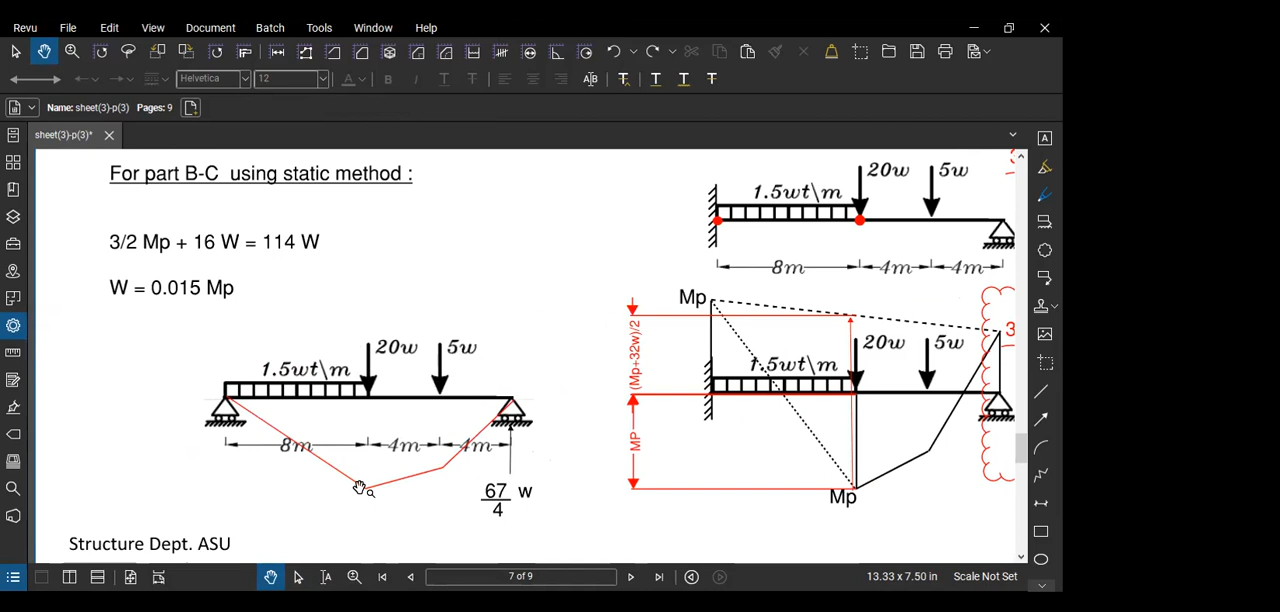 Revu File Edit View Document Batch Tools Window Help
Helvetica 12
Name: sheet(3)-p(3) Pages: 9
sheet(3)-p(3)*
For part B-C using static method :
3/2 Mp + 16 W = 114 W
W = 0.015 Mp
20w 5w
1.5wt\m
8m 4m 4m
67/4 w
20w 5w
1.5wt\m
8m 4m 4m
Mp
(Mp+32w)/2
20w 5w
1.5wt\m
3
MP
Mp
Structure Dept. ASU
7 of 9
13.33 x 7.50 in Scale Not Set